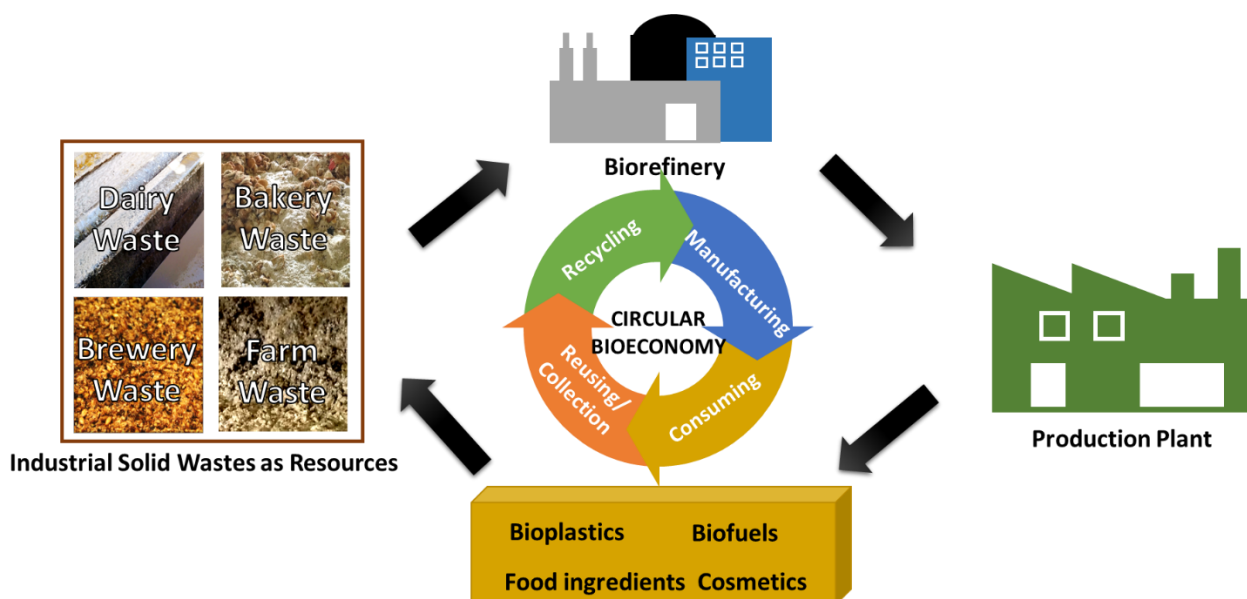 Biorefinery
Dairy
Waste
Bakery
Waste
Brewery
Waste
Farm
Waste
Industrial Solid Wastes as Resources
Recycling
Manufacturing
CIRCULAR
BIOECONOMY
Reusing/
Collection
Consuming
Production Plant
Bioplastics
Biofuels
Food ingredients
Cosmetics